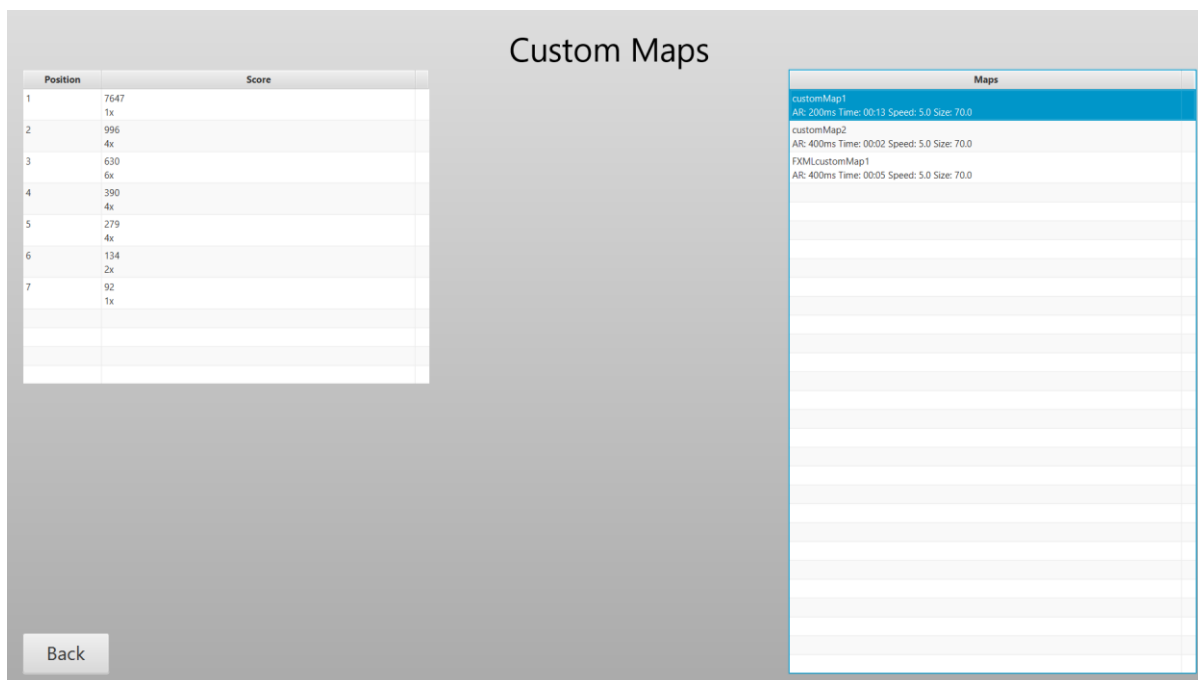 Custom Maps
Position Score
1 7647
1x
2 996
4x
3 630
6x
4 390
4x
5 279
4x
6 134
2x
7 92
1x
Maps
customMap1
AR: 200ms Time: 00:13 Speed: 5.0 Size: 70.0
customMap2
AR: 400ms Time: 00:02 Speed: 5.0 Size: 70.0
FXMLcustomMap1
AR: 400ms Time: 00:05 Speed: 5.0 Size: 70.0
Back